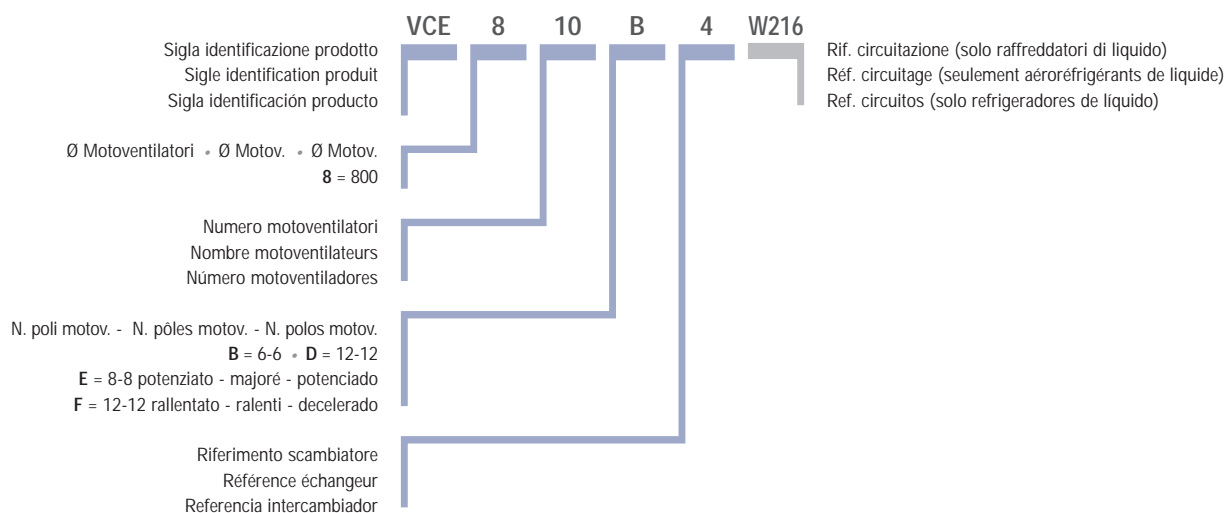 VCE 8 10 B 4 W216
Sigla identificazione prodotto
Sigle identification produit
Sigla identificación producto
Rif. circuitazione (solo raffreddatori di liquido)
Réf. circuitage (seulement aéroréfrigérants de liquide)
Ref. circuitos (solo refrigeradores de líquido)
Ø Motoventilatori • Ø Motov. • Ø Motov.
8 = 800
Numero motoventilatori
Nombre motoventilateurs
Número motoventiladores
N. poli motov. - N. pôles motov. - N. polos motov.
B = 6-6 • D = 12-12
E = 8-8 potenziato - majoré - potenciado
F = 12-12 rallentato - ralenti - decelerado
Riferimento scambiatore
Référence échangeur
Referencia intercambiador